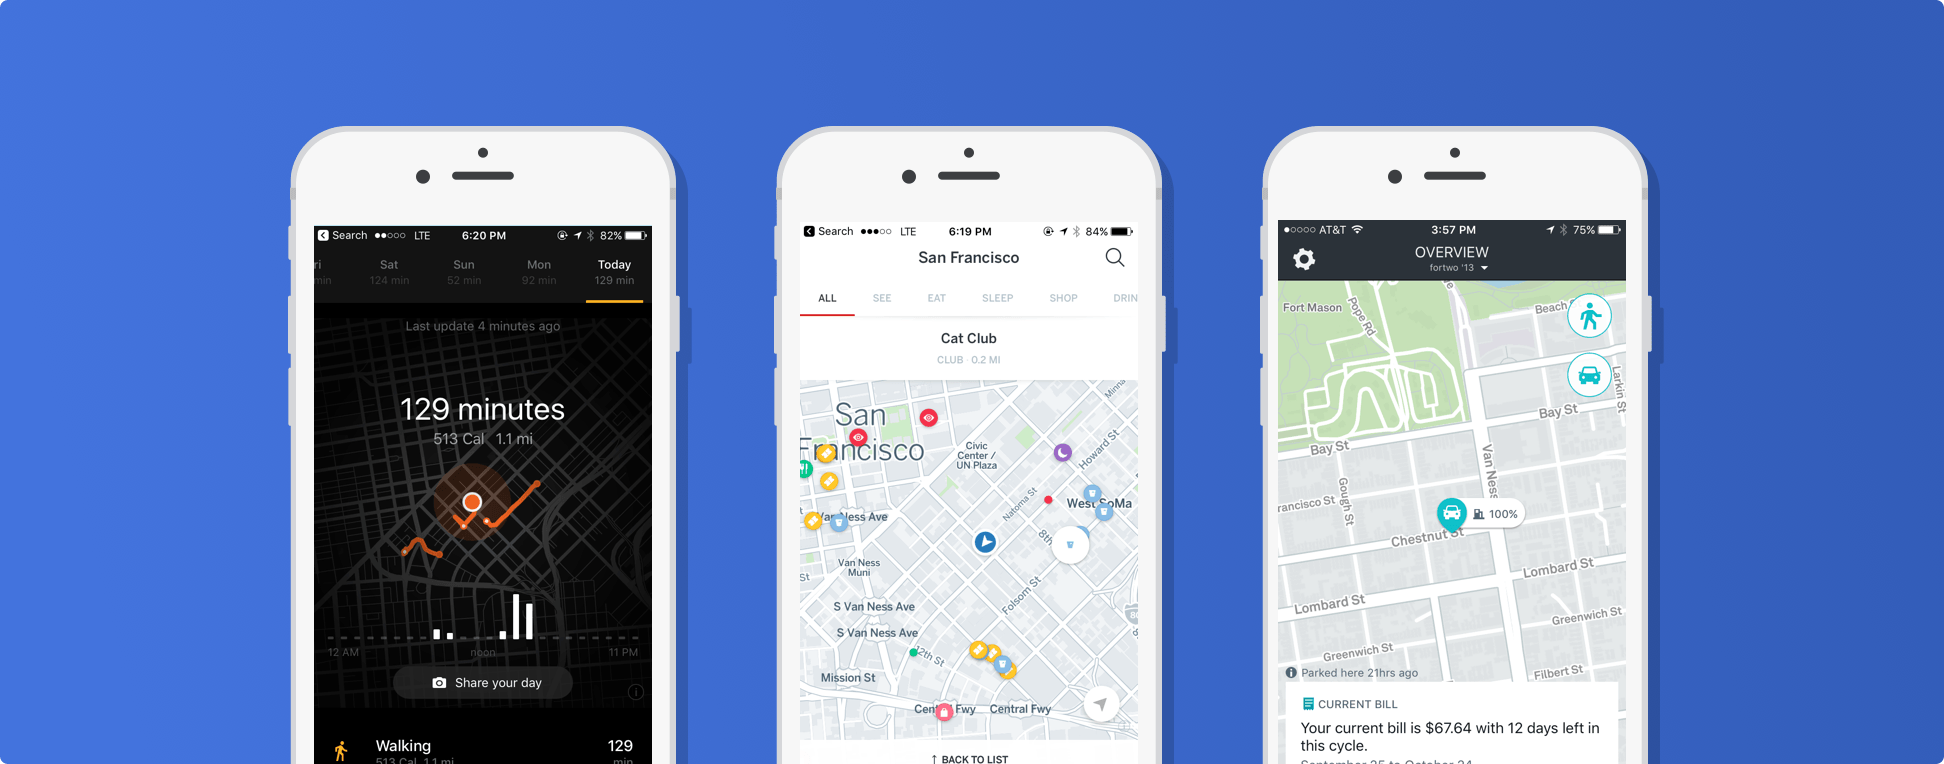 Search
LTE
6:20 PM
82%
ri
Sat
Sun
Mon
Today
min
124 min
52 min
92 min
129 min
Last update 4 minutes ago
129 minutes
513 Cal 1.1 mi
12 AM
noon
11 PM
Share your day
Walking
513 Cal 1.1 mi
129
min
Search
LTE
6:19 PM
84%
San Francisco
ALL
SEE
EAT
SLEEP
SHOP
DRIN
Cat Club
CLUB · 0.2 MI
San
Francisco
Minna
Civic
Center /
UN Plaza
Howard St
Natoma St
West SoMa
Van Ness Ave
Van Ness
Muni
St
Folsom St
S Van Ness Ave
S Van Ness Ave
12th St
Mission St
Central Fwy
Central Fwy
↑ BACK TO LIST
AT&T
3:57 PM
75%
OVERVIEW
fortwo '13
Fort Mason
Pope Rd
Beach
Larkin St
Bay St
Bay St
Van Ness
Gough St
rancisco St
100%
Chestnut St
Lombard St
Lombard St
Greenwich St
Greenwich St
Filbert St
Parked here 21hrs ago
CURRENT BILL
Your current bill is $67.64 with 12 days left in
this cycle.
September 25 to October 24